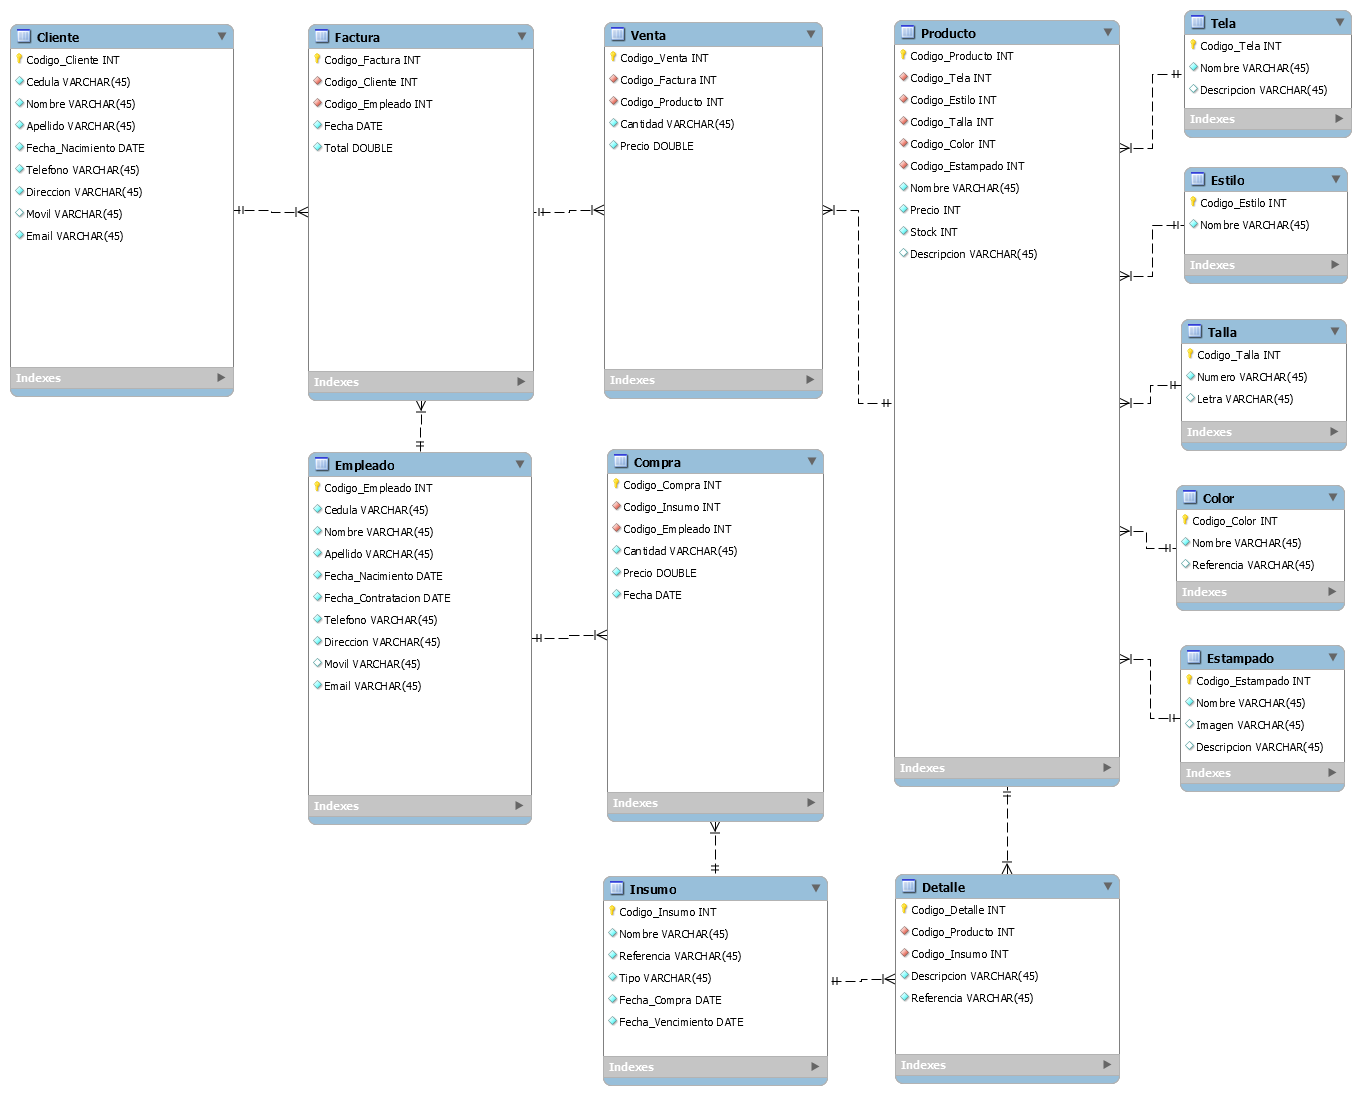 Cliente
Codigo_Cliente INT
Cedula VARCHAR(45)
Nombre VARCHAR(45)
Apellido VARCHAR(45)
Fecha_Nacimiento DATE
Telefono VARCHAR(45)
Direccion VARCHAR(45)
Movil VARCHAR(45)
Email VARCHAR(45)
Indexes
Factura
Codigo_Factura INT
Codigo_Cliente INT
Codigo_Empleado INT
Fecha DATE
Total DOUBLE
Indexes
Venta
Codigo_Venta INT
Codigo_Factura INT
Codigo_Producto INT
Cantidad VARCHAR(45)
Precio DOUBLE
Indexes
Producto
Codigo_Producto INT
Codigo_Tela INT
Codigo_Estilo INT
Codigo_Talla INT
Codigo_Color INT
Codigo_Estampado INT
Nombre VARCHAR(45)
Precio INT
Stock INT
Descripcion VARCHAR(45)
Indexes
Tela
Codigo_Tela INT
Nombre VARCHAR(45)
Descripcion VARCHAR(45)
Indexes
Estilo
Codigo_Estilo INT
Nombre VARCHAR(45)
Indexes
Talla
Codigo_Talla INT
Numero VARCHAR(45)
Letra VARCHAR(45)
Indexes
Color
Codigo_Color INT
Nombre VARCHAR(45)
Referencia VARCHAR(45)
Indexes
Estampado
Codigo_Estampado INT
Nombre VARCHAR(45)
Imagen VARCHAR(45)
Descripcion VARCHAR(45)
Indexes
Empleado
Codigo_Empleado INT
Cedula VARCHAR(45)
Nombre VARCHAR(45)
Apellido VARCHAR(45)
Fecha_Nacimiento DATE
Fecha_Contratacion DATE
Telefono VARCHAR(45)
Direccion VARCHAR(45)
Movil VARCHAR(45)
Email VARCHAR(45)
Indexes
Compra
Codigo_Compra INT
Codigo_Insumo INT
Codigo_Empleado INT
Cantidad VARCHAR(45)
Precio DOUBLE
Fecha DATE
Indexes
Insumo
Codigo_Insumo INT
Nombre VARCHAR(45)
Referencia VARCHAR(45)
Tipo VARCHAR(45)
Fecha_Compra DATE
Fecha_Vencimiento DATE
Indexes
Detalle
Codigo_Detalle INT
Codigo_Producto INT
Codigo_Insumo INT
Descripcion VARCHAR(45)
Referencia VARCHAR(45)
Indexes